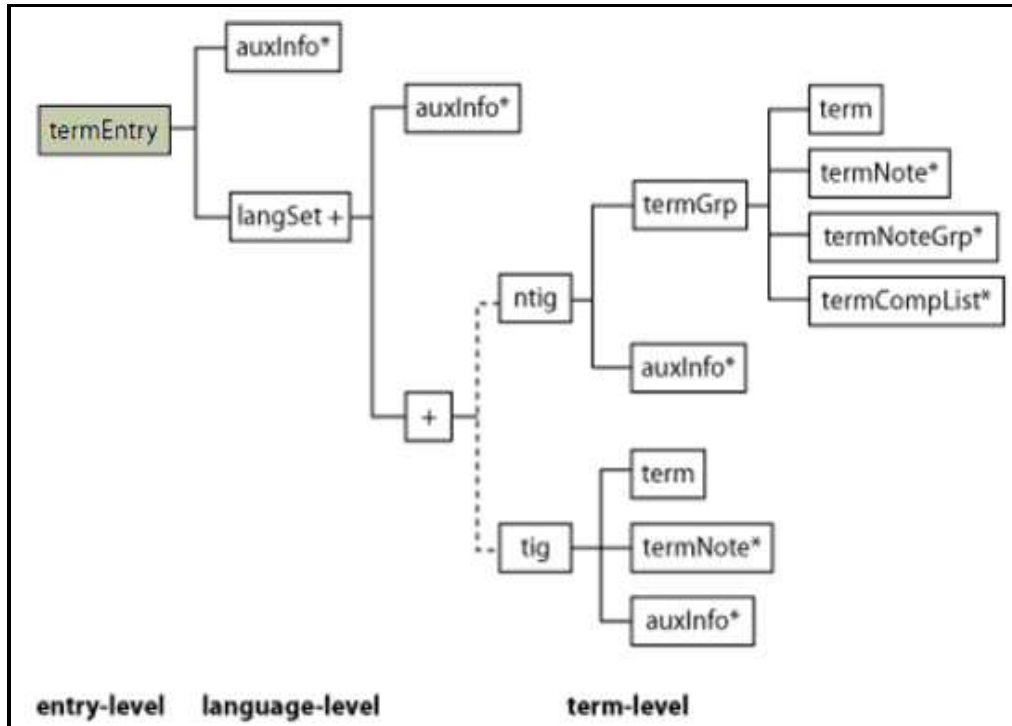 auxInfo*
termEntry
auxInfo*
langSet +
term
termNote*
termGrp
termNoteGrp*
termCompList*
ntig
auxInfo*
+
term
tig
termNote*
auxInfo*
entry-level language-level term-level